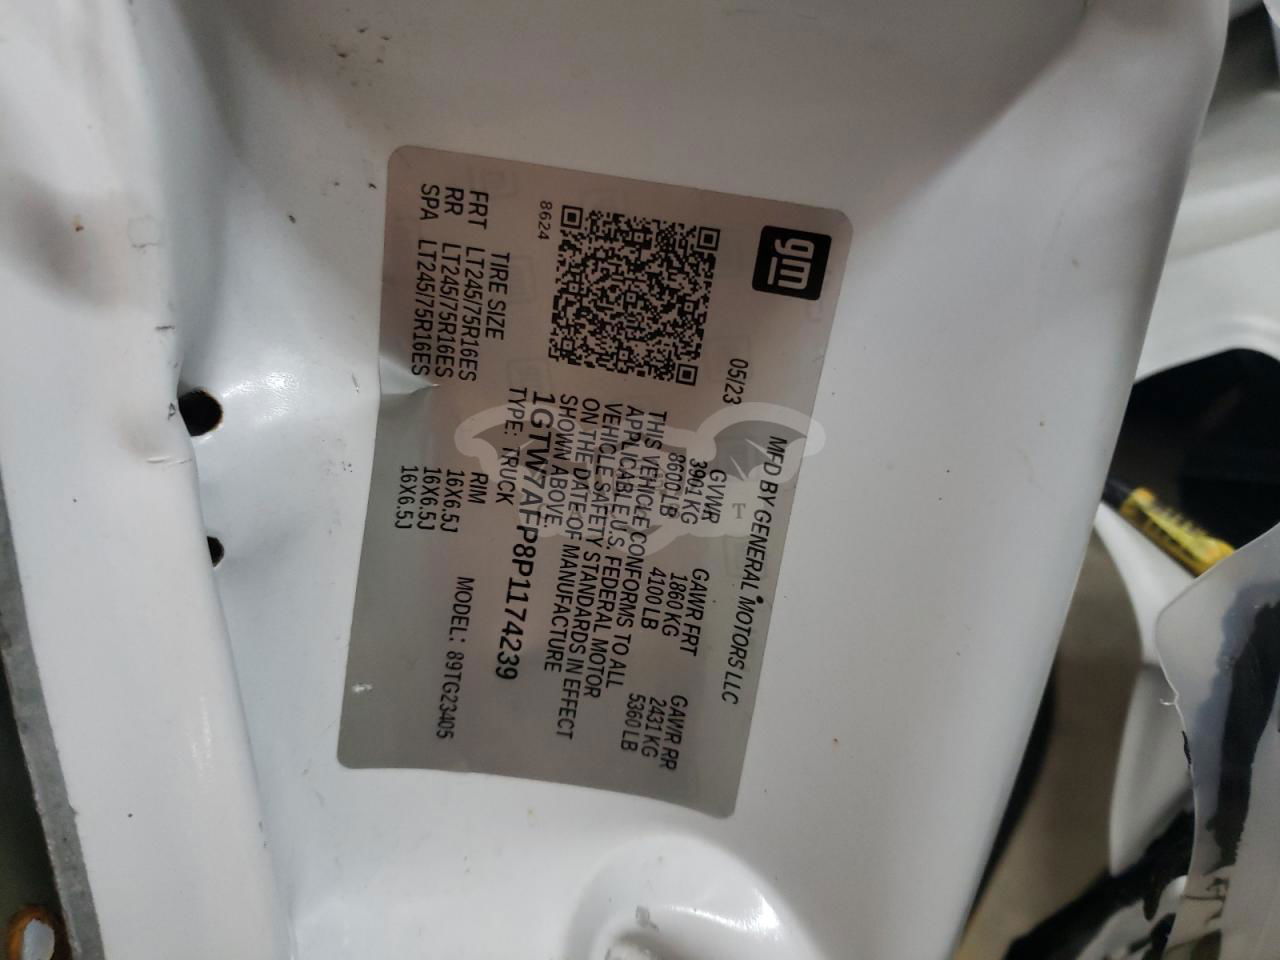 gm
MFD BY GENERAL MOTORS LLC
05/23
GVWR GAWR FRT GAWR RR
3901 KG 1860 KG 2431 KG
8600 LB 4100 LB 5360 LB
THIS VEHICLE CONFORMS TO ALL
APPLICABLE U.S. FEDERAL MOTOR
VEHICLE SAFETY STANDARDS IN EFFECT
ON THE DATE OF MANUFACTURE
SHOWN ABOVE.
8624
1GTW7AFP8P1174239
TYPE: TRUCK
MODEL: 89TG23405
TIRE SIZE RIM
FRT LT245/75R16ES 16X6.5J
RR LT245/75R16ES 16X6.5J
SPA LT245/75R16ES 16X6.5J